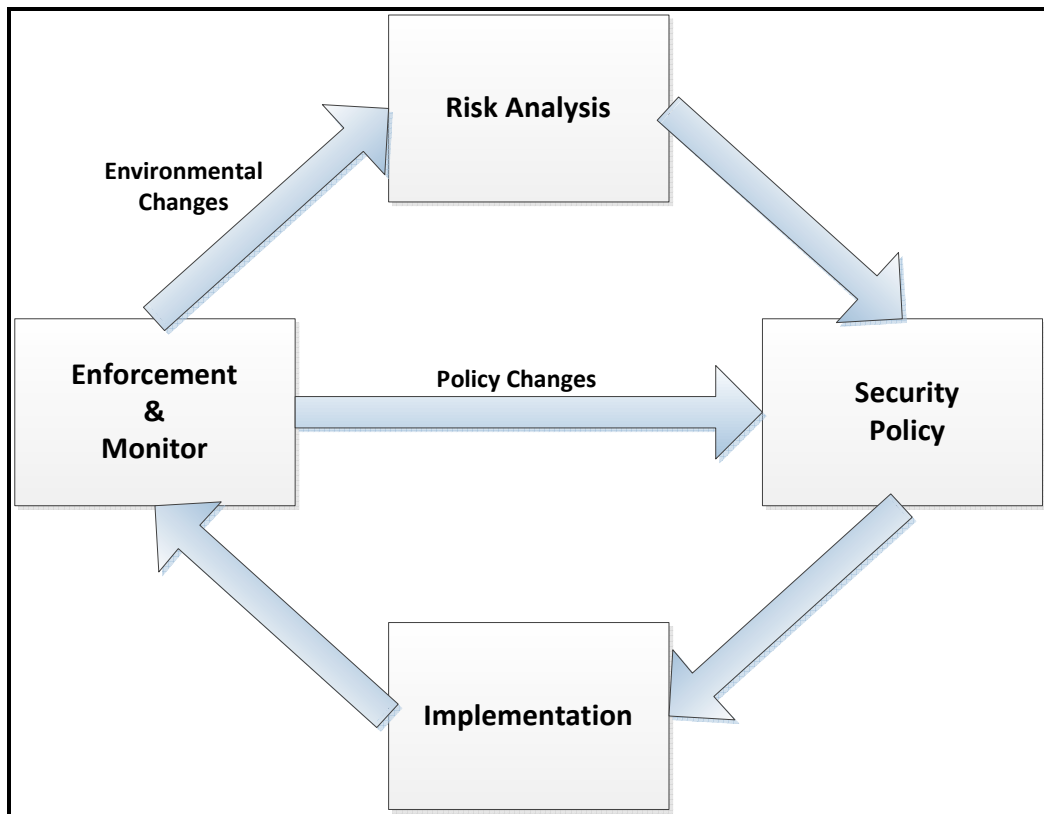 Risk Analysis
Environmental
Changes
Enforcement
&
Monitor
Policy Changes
Security
Policy
Implementation